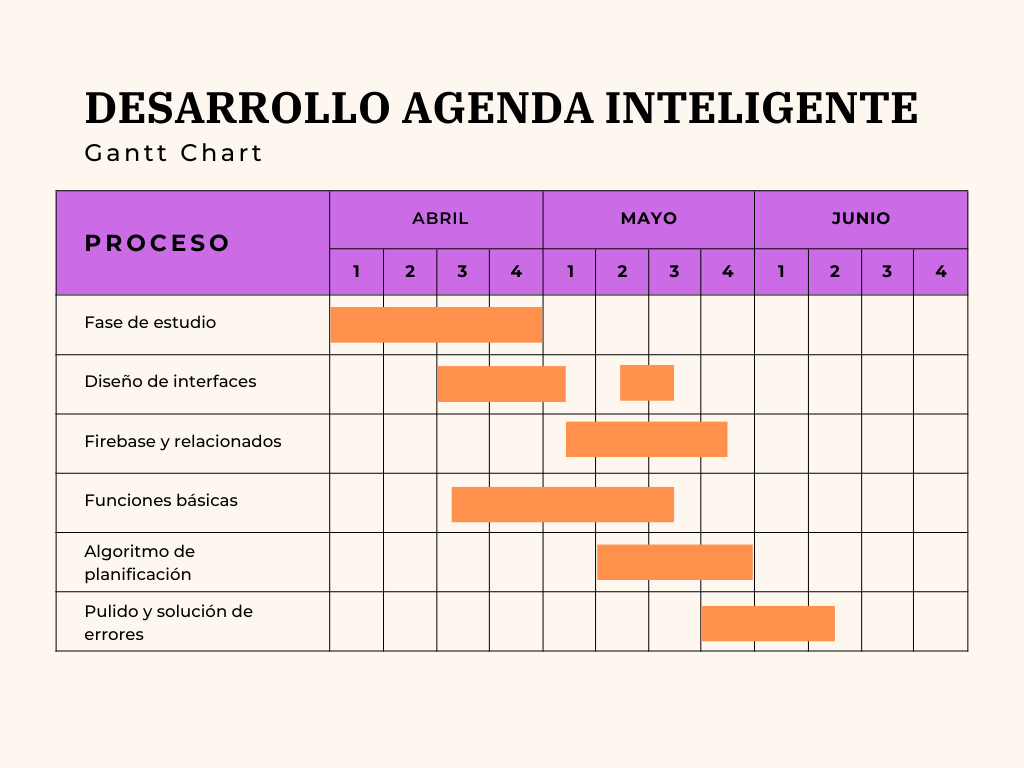 DESARROLLO AGENDA INTELIGENTE
Gantt Chart
PROCESO
ABRIL MAYO JUNIO
1 2 3 4 1 2 3 4 1 2 3 4
Fase de estudio
Diseño de interfaces
Firebase y relacionados
Funciones básicas
Algoritmo de
planificación
Pulido y solución de
errores